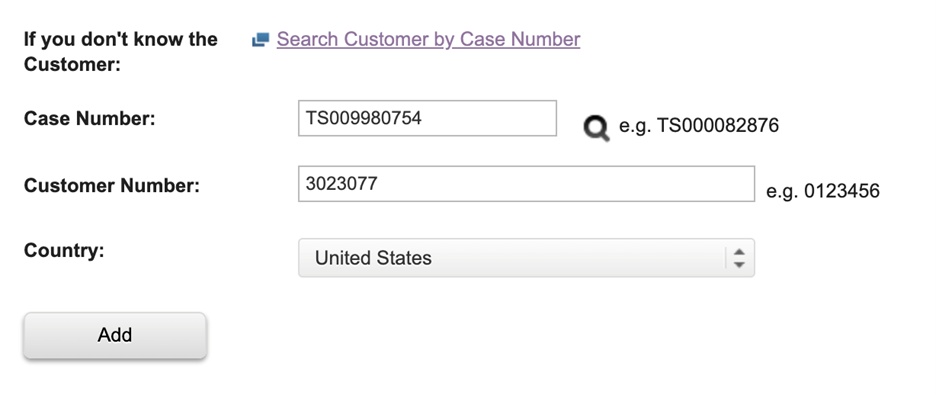 If you don't know the Customer:
Search Customer by Case Number
Case Number:
TS009980754
e.g. TS000082876
Customer Number:
3023077
e.g. 0123456
Country:
United States
Add